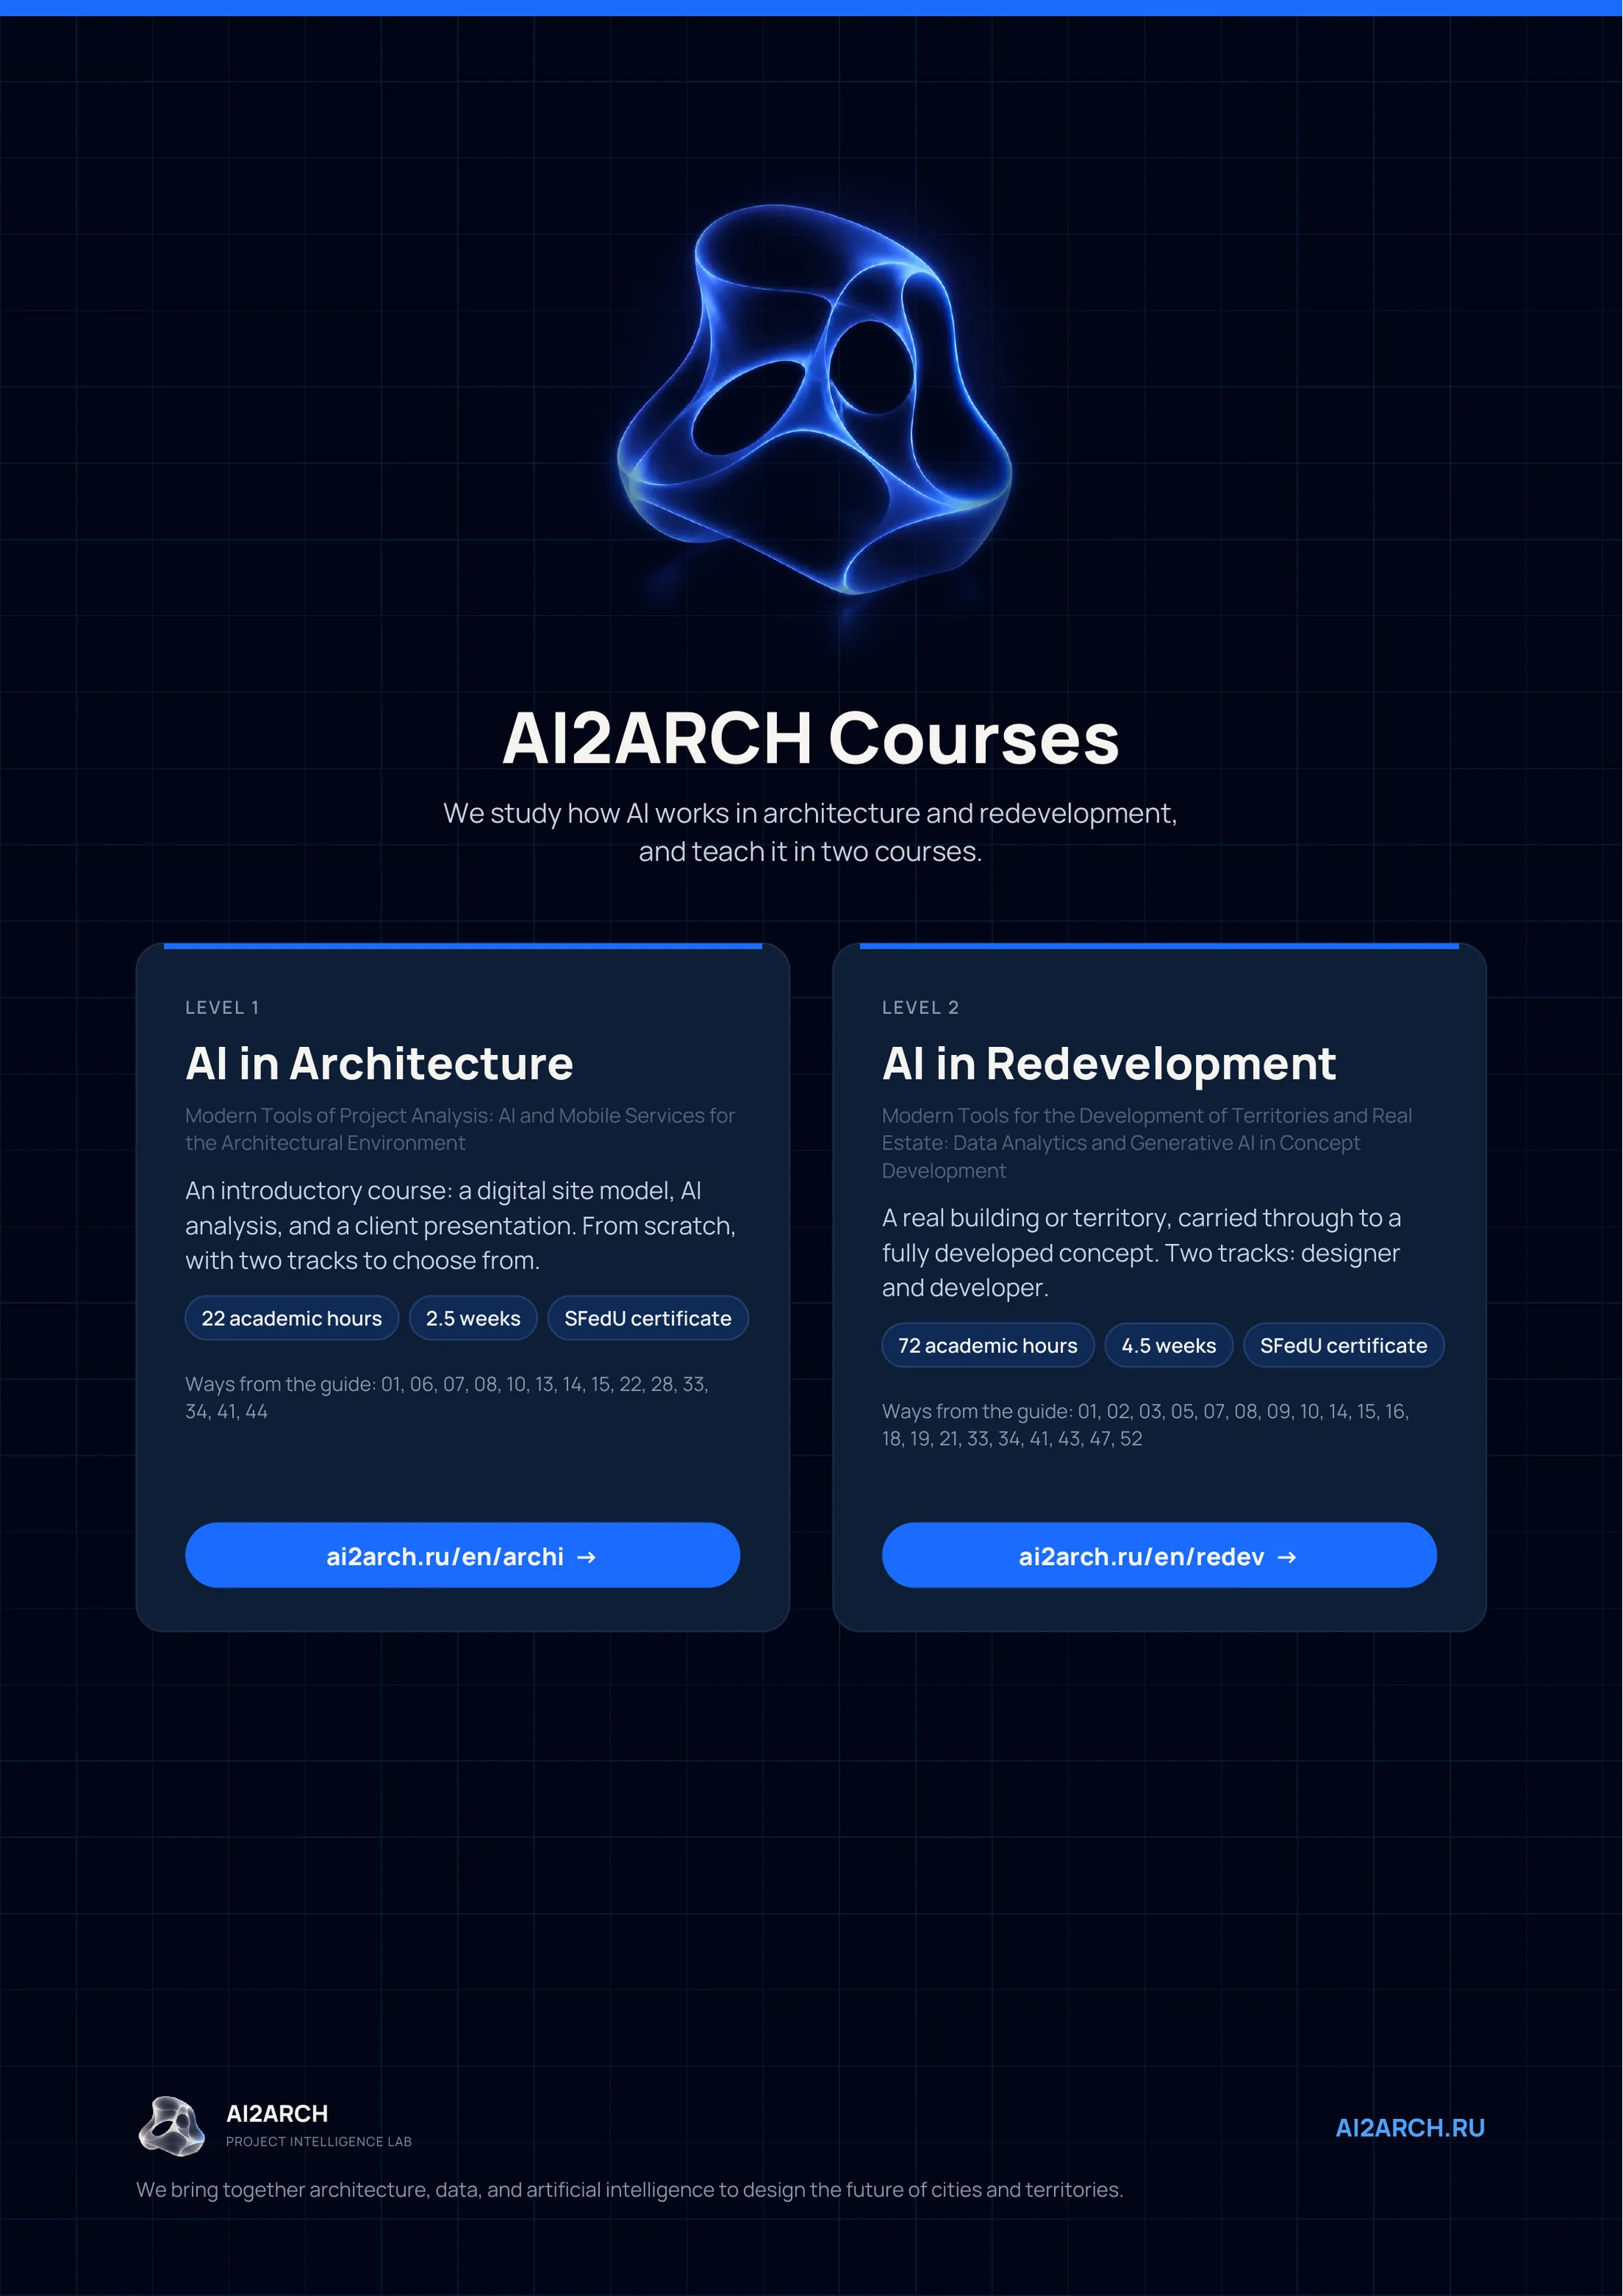 AI2ARCH Courses
We study how AI works in architecture and redevelopment,
and teach it in two courses.
LEVEL 1
AI in Architecture
Modern Tools of Project Analysis: AI and Mobile Services for
the Architectural Environment
An introductory course: a digital site model, AI
analysis, and a client presentation. From scratch,
with two tracks to choose from.
22 academic hours 2.5 weeks SFedU certificate
Ways from the guide: 01, 06, 07, 08, 10, 13, 14, 15, 22, 28, 33,
34, 41, 44
ai2arch.ru/en/archi →
LEVEL 2
AI in Redevelopment
Modern Tools for the Development of Territories and Real
Estate: Data Analytics and Generative AI in Concept
Development
A real building or territory, carried through to a
fully developed concept. Two tracks: designer
and developer.
72 academic hours 4.5 weeks SFedU certificate
Ways from the guide: 01, 02, 03, 05, 07, 08, 09, 10, 14, 15, 16,
18, 19, 21, 33, 34, 41, 43, 47, 52
ai2arch.ru/en/redev →
AI2ARCH
PROJECT INTELLIGENCE LAB
AI2ARCH.RU
We bring together architecture, data, and artificial intelligence to design the future of cities and territories.